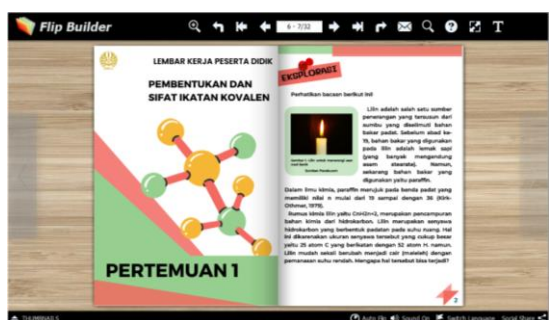 Flip Builder
6 - 7/32
LEMBAR KERJA PESERTA DIDIK
PEMBENTUKAN DAN
SIFAT IKATAN KOVALEN
PERTEMUAN 1
EKSPLORASI
Perhatikan bacaan berikut ini!
Lilin adalah salah satu sumber
penerangan yang tersusun dari
sumbu yang diselimuti bahan
bakar padat. Sebelum abad ke-
19, bahan bakar yang digunakan
pada lilin adalah lemak sapi
(yang banyak mengandung
asam stearate). Namun,
sekarang bahan bakar yang
digunakan yaitu paraffin.
Dalam ilmu kimia, paraffin merujuk pada benda padat yang
memiliki nilai n mulai dari 19 sampai dengan 36 (Kirk-
Othmer, 1978).
Rumus kimia lilin yaitu CnH2n+2, merupakan pencampuran
bahan kimia dari hidrokarbon. Lilin merupakan senyawa
hidrokarbon yang berbentuk padatan pada suhu ruang. Hal
ini dikarenakan ukuran senyawa tersebut yang cukup besar
yaitu 25 atom C yang berikatan dengan 52 atom H. namun.
Lilin mudah sekali berubah menjadi cair (meleleh) dengan
pemanasan suhu rendah. Mengapa hal tersebut bisa terjadi?
2
THUMBNAILS
Auto Flip
Sound On
Switch Language
Social Share